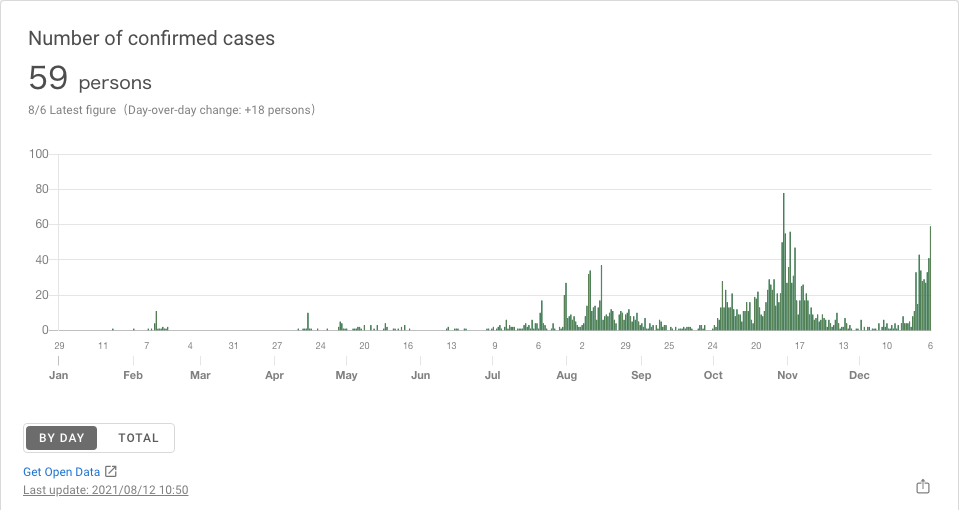 Number of confirmed cases
59 persons
8/6 Latest figure (Day-over-day change: +18 persons)
100
80
60
40
20
0
29 11 7 4 31 27 24 20 16 13 9 6 2 29 25 24 20 17 13 10 6
Jan Feb Mar Apr May Jun Jul Aug Sep Oct Nov Dec
BY DAY TOTAL
Get Open Data
Last update: 2021/08/12 10:50